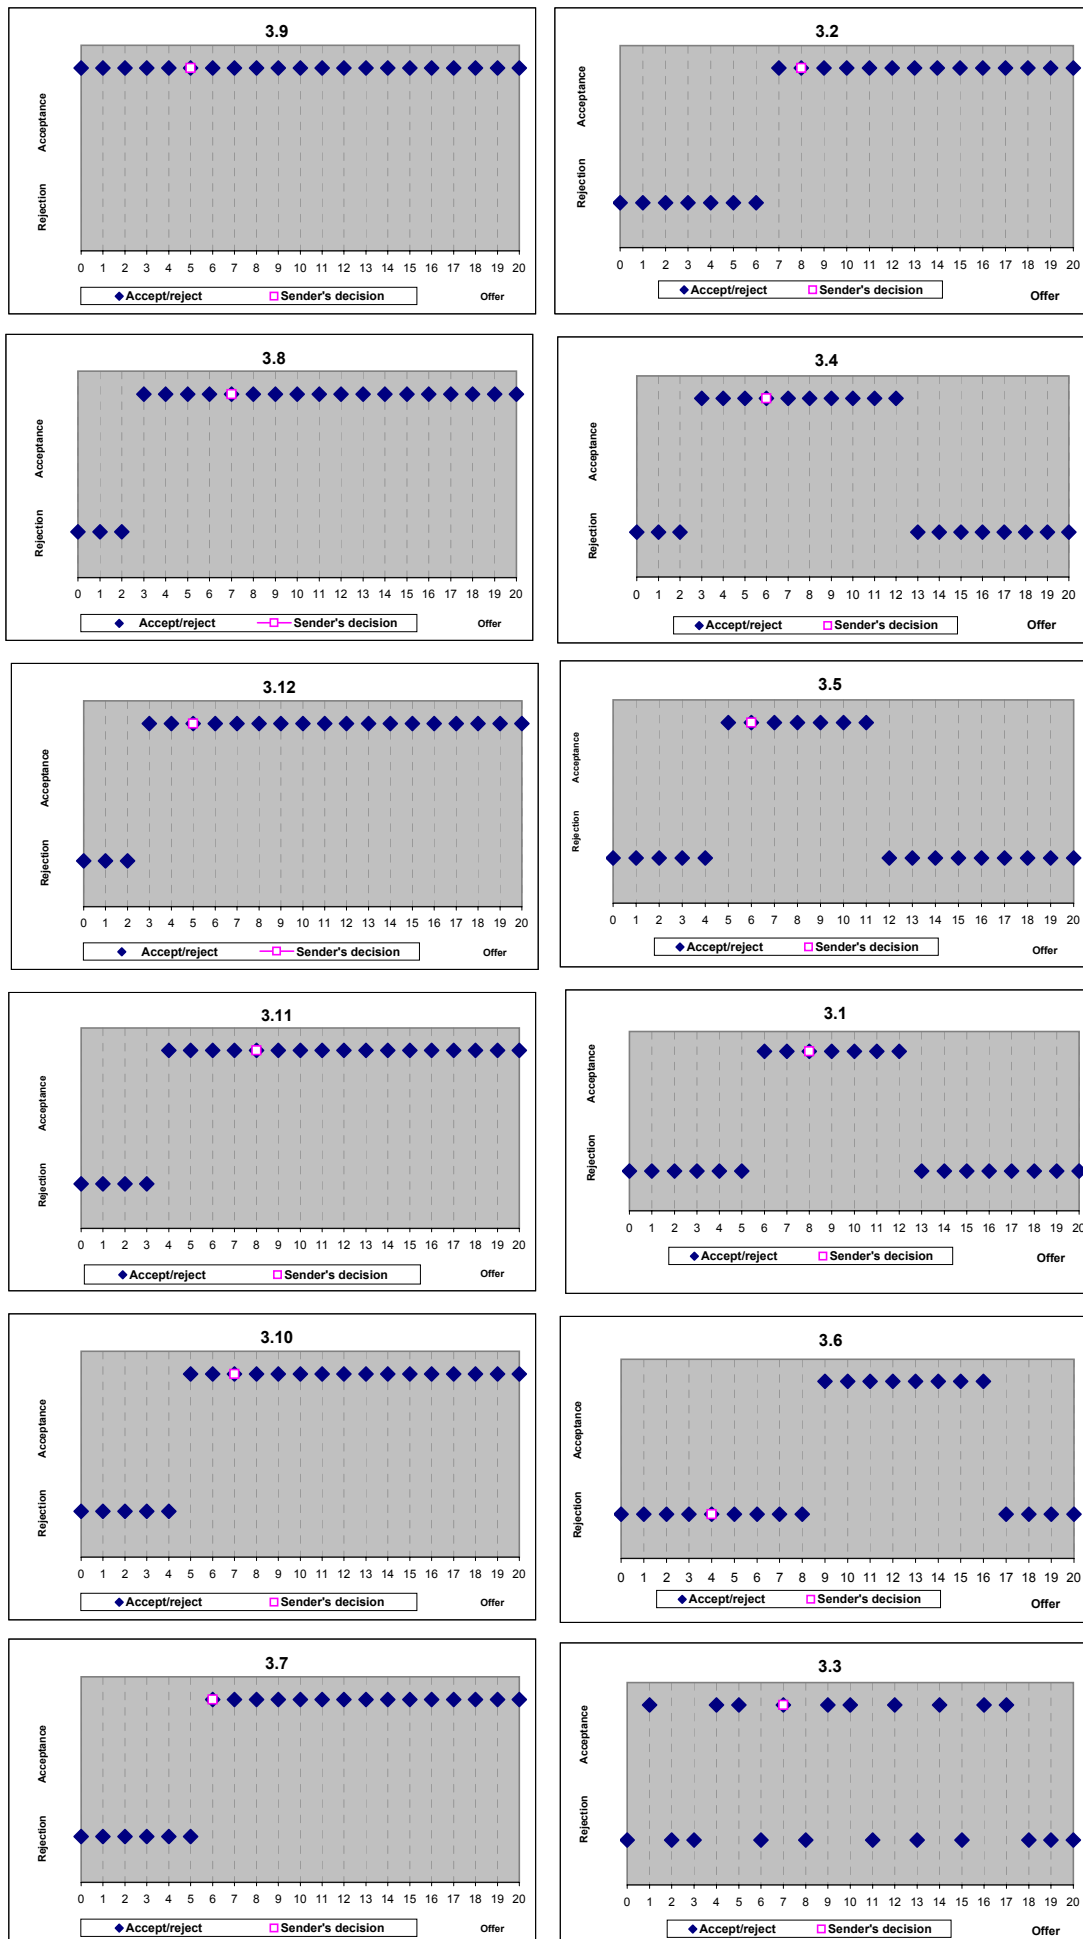 3.9
Acceptance
Rejection
0 1 2 3 4 5 6 7 8 9 10 11 12 13 14 15 16 17 18 19 20
Accept/reject Sender's decision Offer
3.2
Acceptance
Rejection
0 1 2 3 4 5 6 7 8 9 10 11 12 13 14 15 16 17 18 19 20
Accept/reject Sender's decision Offer
3.8
Acceptance
Rejection
0 1 2 3 4 5 6 7 8 9 10 11 12 13 14 15 16 17 18 19 20
Accept/reject Sender's decision Offer
3.4
Acceptance
Rejection
0 1 2 3 4 5 6 7 8 9 10 11 12 13 14 15 16 17 18 19 20
Accept/reject Sender's decision Offer
3.12
Acceptance
Rejection
0 1 2 3 4 5 6 7 8 9 10 11 12 13 14 15 16 17 18 19 20
Accept/reject Sender's decision Offer
3.5
Acceptance
Rejection
0 1 2 3 4 5 6 7 8 9 10 11 12 13 14 15 16 17 18 19 20
Accept/reject Sender's decision Offer
3.11
Acceptance
Rejection
0 1 2 3 4 5 6 7 8 9 10 11 12 13 14 15 16 17 18 19 20
Accept/reject Sender's decision Offer
3.1
Acceptance
Rejection
0 1 2 3 4 5 6 7 8 9 10 11 12 13 14 15 16 17 18 19 20
Accept/reject Sender's decision Offer
3.10
Acceptance
Rejection
0 1 2 3 4 5 6 7 8 9 10 11 12 13 14 15 16 17 18 19 20
Accept/reject Sender's decision Offer
3.6
Acceptance
Rejection
0 1 2 3 4 5 6 7 8 9 10 11 12 13 14 15 16 17 18 19 20
Accept/reject Sender's decision Offer
3.7
Acceptance
Rejection
0 1 2 3 4 5 6 7 8 9 10 11 12 13 14 15 16 17 18 19 20
Accept/reject Sender's decision Offer
3.3
Acceptance
Rejection
0 1 2 3 4 5 6 7 8 9 10 11 12 13 14 15 16 17 18 19 20
Accept/reject Sender's decision Offer